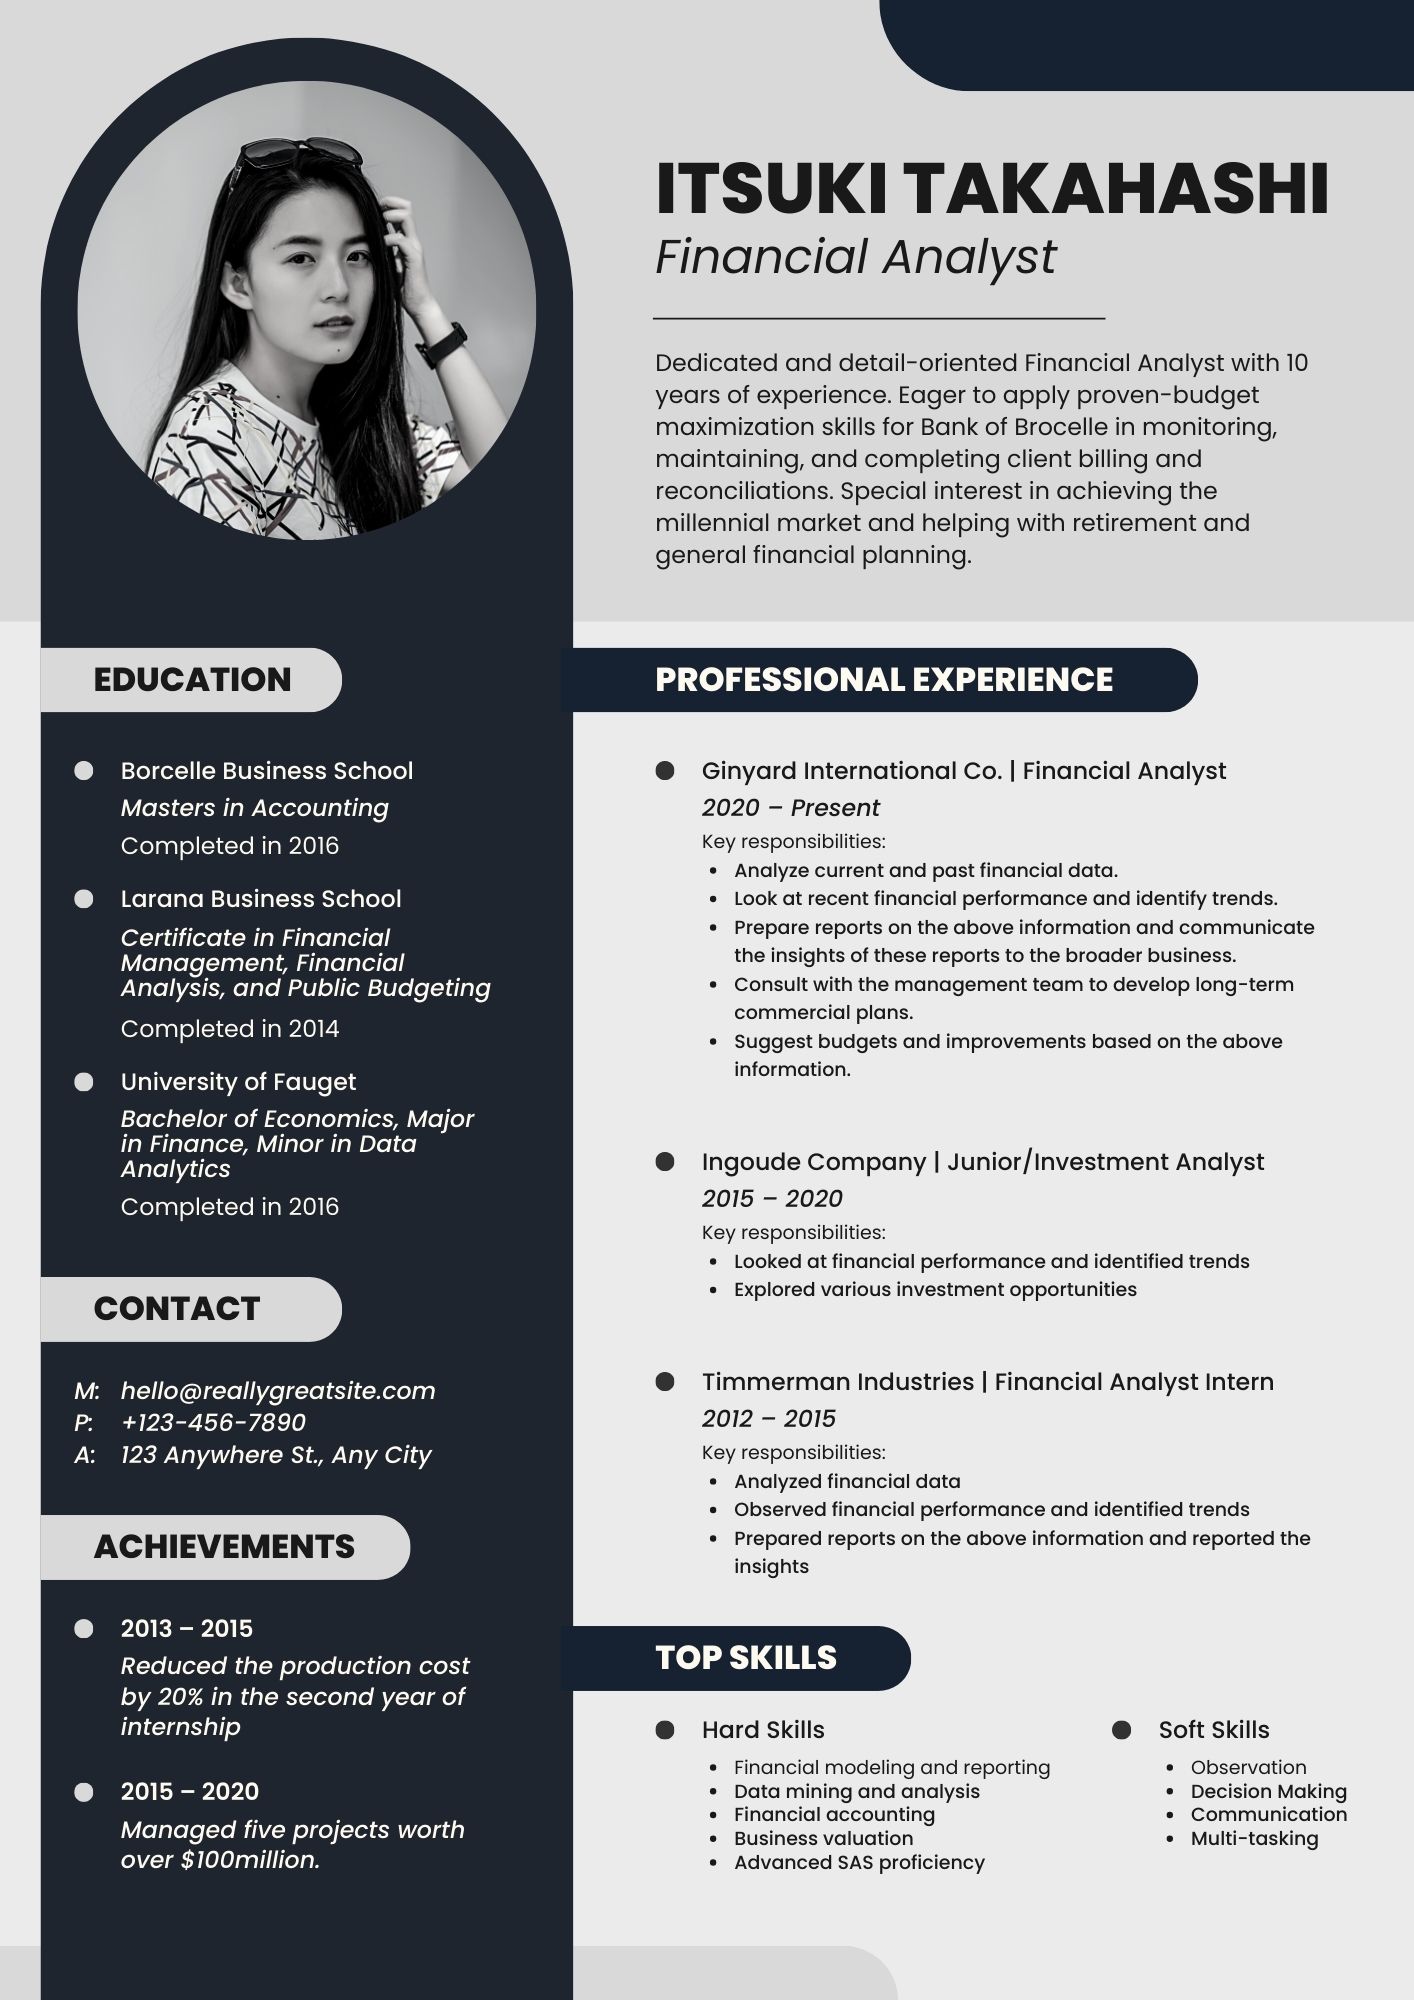 ITSUKI TAKAHASHI
Financial Analyst
Dedicated and detail-oriented Financial Analyst with 10
years of experience. Eager to apply proven-budget
maximization skills for Bank of Brocelle in monitoring,
maintaining, and completing client billing and
reconciliations. Special interest in achieving the
millennial market and helping with retirement and
general financial planning.
EDUCATION
Borcelle Business School
Masters in Accounting
Completed in 2016
Larana Business School
Certificate in Financial
Management, Financial
Analysis, and Public Budgeting
Completed in 2014
University of Fauget
Bachelor of Economics, Major
in Finance, Minor in Data
Analytics
Completed in 2016
CONTACT
M: hello@reallygreatsite.com
P: +123-456-7890
A: 123 Anywhere St., Any City
ACHIEVEMENTS
2013 – 2015
Reduced the production cost
by 20% in the second year of
internship
2015 – 2020
Managed five projects worth
over $100million.
PROFESSIONAL EXPERIENCE
Ginyard International Co. | Financial Analyst
2020 – Present
Key responsibilities:
• Analyze current and past financial data.
• Look at recent financial performance and identify trends.
• Prepare reports on the above information and communicate
the insights of these reports to the broader business.
• Consult with the management team to develop long-term
commercial plans.
• Suggest budgets and improvements based on the above
information.
Ingoude Company | Junior/Investment Analyst
2015 – 2020
Key responsibilities:
• Looked at financial performance and identified trends
• Explored various investment opportunities
Timmerman Industries | Financial Analyst Intern
2012 – 2015
Key responsibilities:
• Analyzed financial data
• Observed financial performance and identified trends
• Prepared reports on the above information and reported the
insights
TOP SKILLS
Hard Skills
• Financial modeling and reporting
• Data mining and analysis
• Financial accounting
• Business valuation
• Advanced SAS proficiency
Soft Skills
• Observation
• Decision Making
• Communication
• Multi-tasking